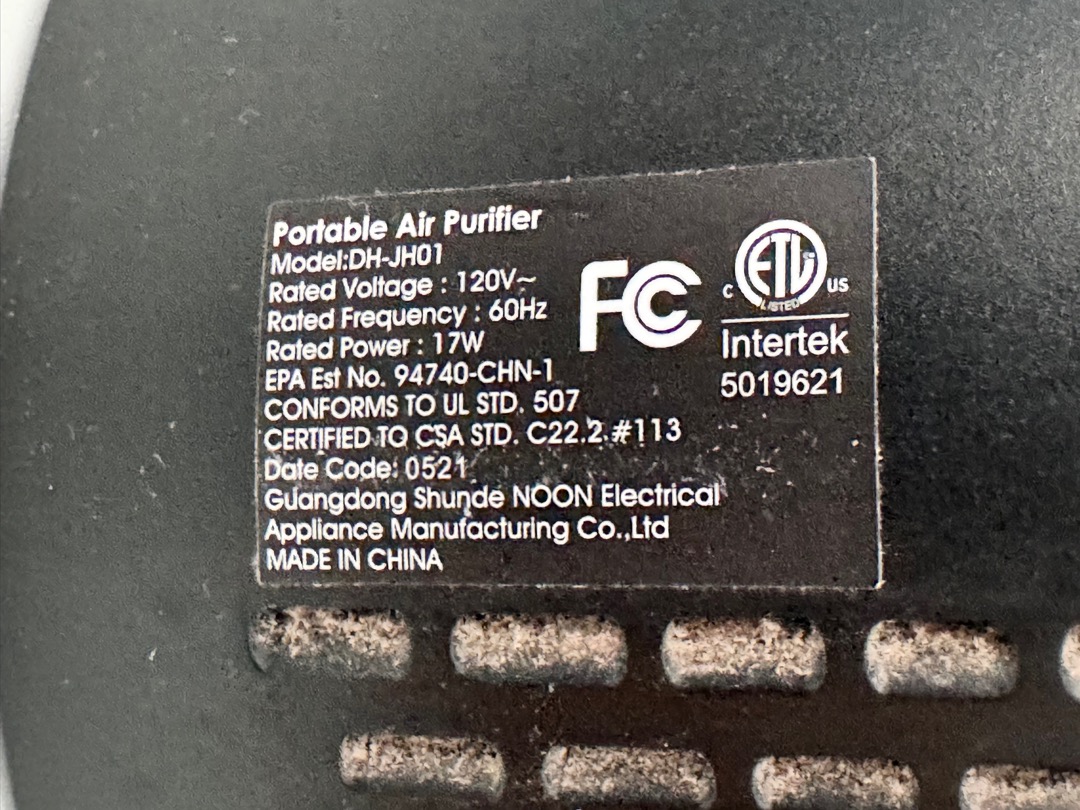 Portable Air Purifier
Model:DH-JH01
Rated Voltage : 120V~
Rated Frequency : 60Hz
Rated Power : 17W
EPA Est No. 94740-CHN-1
CONFORMS TO UL STD. 507
CERTIFIED TO CSA STD. C22.2 #113
Date Code: 0521
Guangdong Shunde NOON Electrical
Appliance Manufacturing Co.,Ltd
MADE IN CHINA
FC
ETL
C US
LISTED
Intertek
5019621